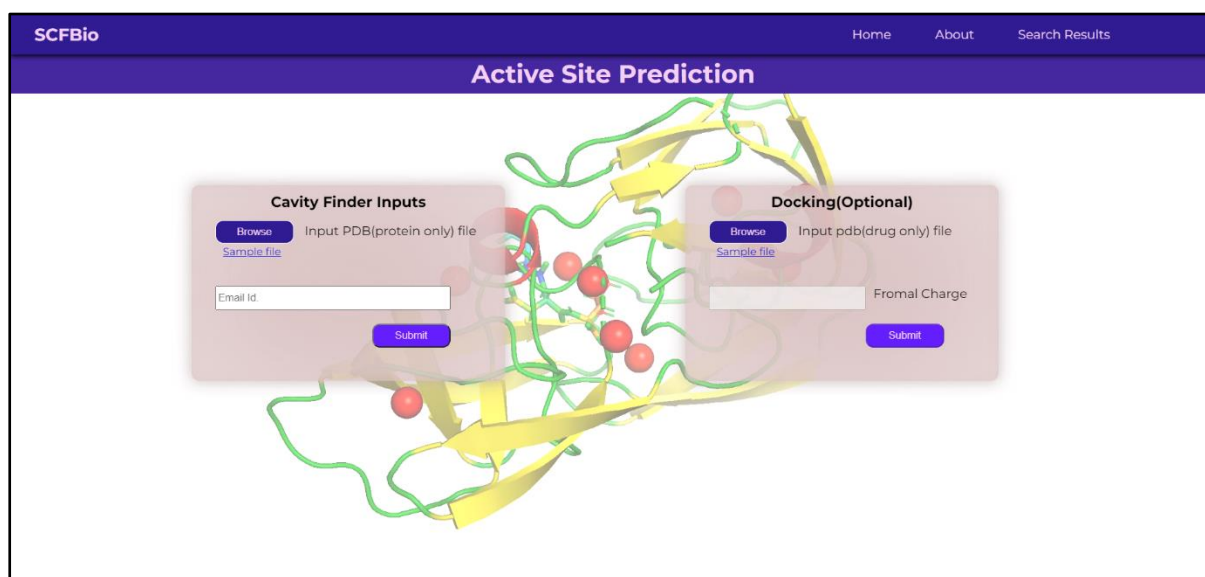 SCFBio
Home About Search Results
Active Site Prediction
Cavity Finder Inputs
Browse Input PDB(protein only) file
Sample file
Email Id.
Submit
Docking(Optional)
Browse Input pdb(drug only) file
Sample file
Fromal Charge
Submit